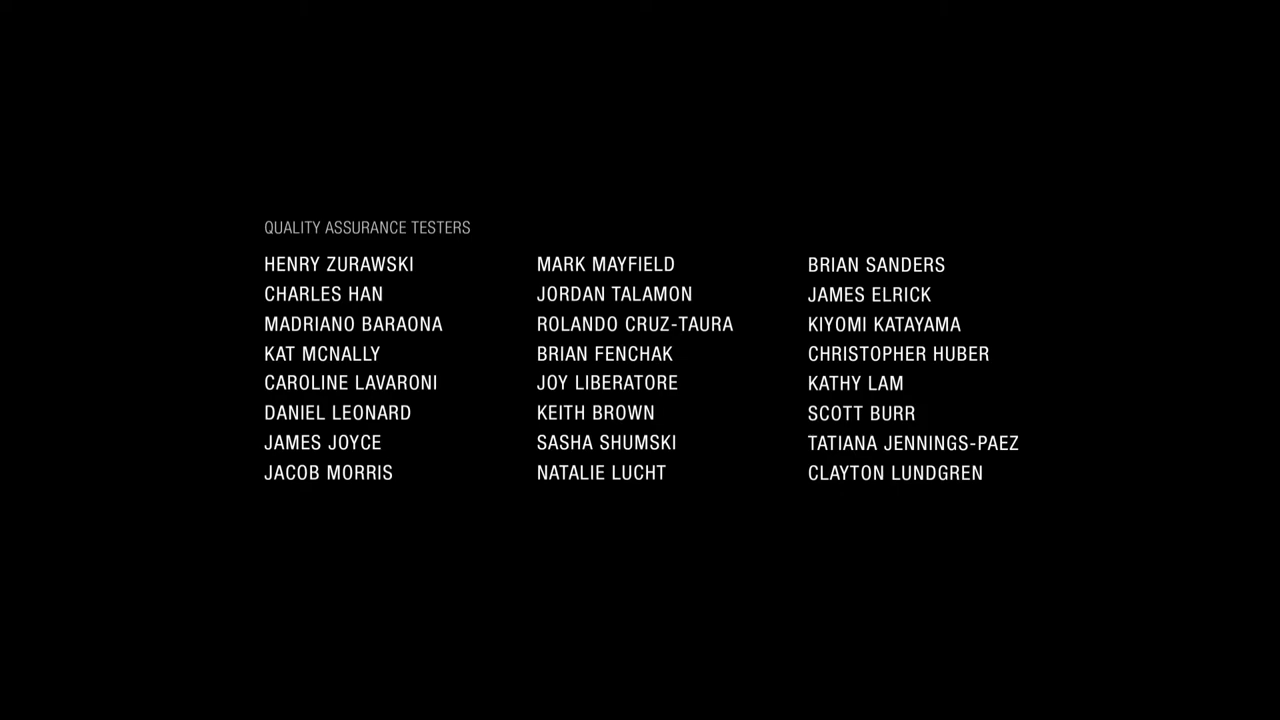 QUALITY ASSURANCE TESTERS
HENRY ZURAWSKI
CHARLES HAN
MADRIANO BARAONA
KAT MCNALLY
CAROLINE LAVARONI
DANIEL LEONARD
JAMES JOYCE
JACOB MORRIS
MARK MAYFIELD
JORDAN TALAMON
ROLANDO CRUZ-TAURA
BRIAN FENCHAK
JOY LIBERATORE
KEITH BROWN
SASHA SHUMSKI
NATALIE LUCHT
BRIAN SANDERS
JAMES ELRICK
KIYOMI KATAYAMA
CHRISTOPHER HUBER
KATHY LAM
SCOTT BURR
TATIANA JENNINGS-PAEZ
CLAYTON LUNDGREN